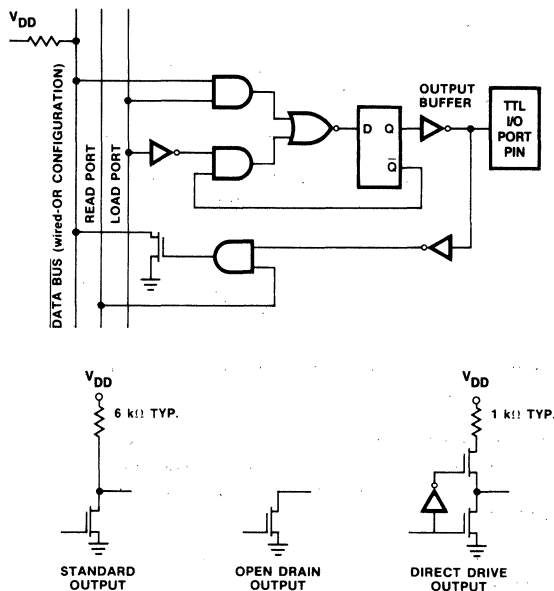 VDD
DATA BUS (wired-OR CONFIGURATION)
READ PORT
LOAD PORT
OUTPUT
BUFFER
D Q
Q̅
TTL
I/O
PORT
PIN
VDD
6 kΩ TYP.
STANDARD
OUTPUT
OPEN DRAIN
OUTPUT
VDD
1 kΩ TYP.
DIRECT DRIVE
OUTPUT